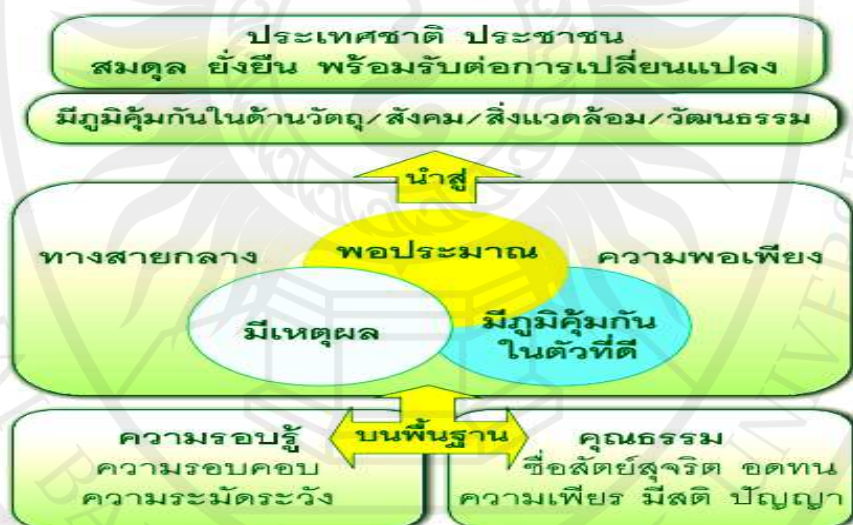 ประเทศชาติ ประชาชน
สมดุล ยั่งยืน พร้อมรับต่อการเปลี่ยนแปลง
มีภูมิคุ้มกันในด้านวัตถุ/สังคม/สิ่งแวดล้อม/วัฒนธรรม
นำสู่
ทางสายกลาง
พอประมาณ
ความพอเพียง
มีเหตุผล
มีภูมิคุ้มกัน
ในตัวที่ดี
บนพื้นฐาน
ความรอบรู้
ความรอบคอบ
ความระมัดระวัง
คุณธรรม
ซื่อสัตย์สุจริต อดทน
ความเพียร มีสติ ปัญญา